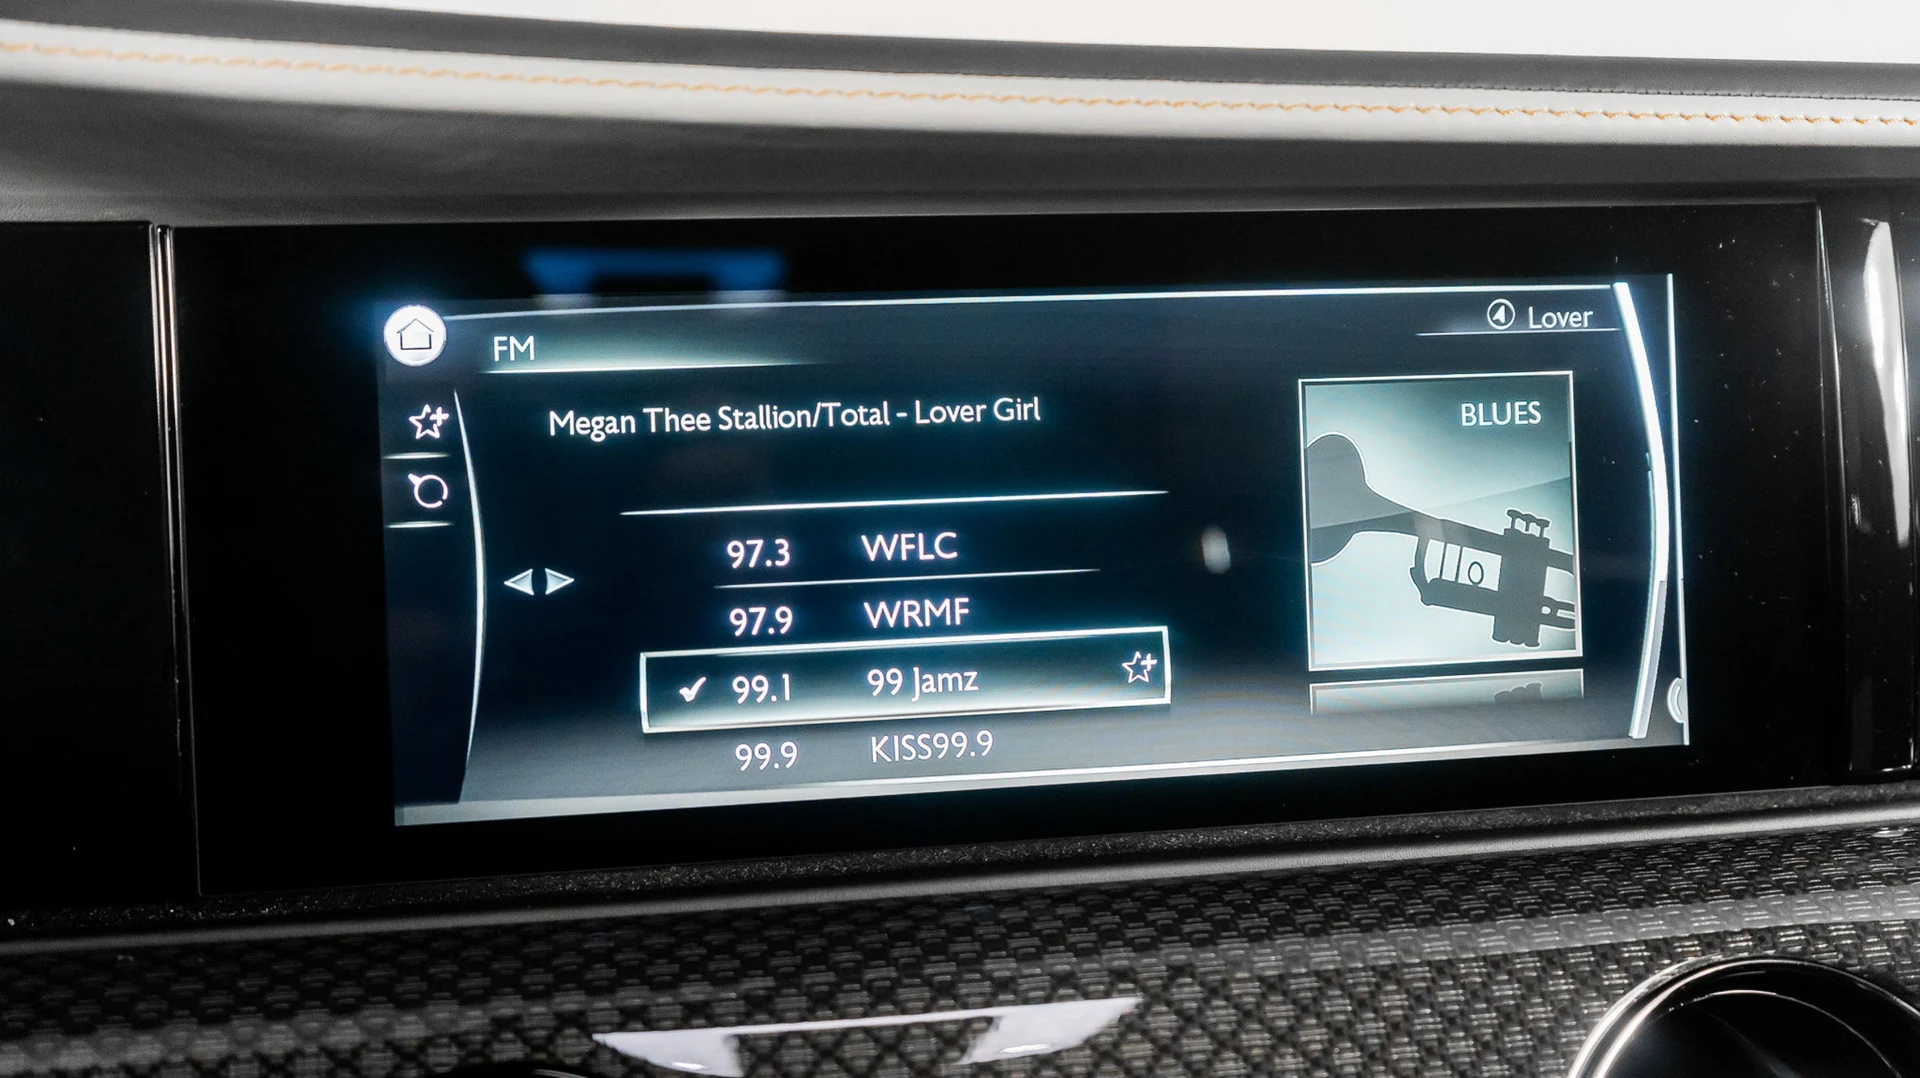 Lover
FM
Megan Thee Stallion/Total - Lover Girl
BLUES
97.3 WFLC
97.9 WRMF
99.1 99 Jamz
99.9 KISS99.9